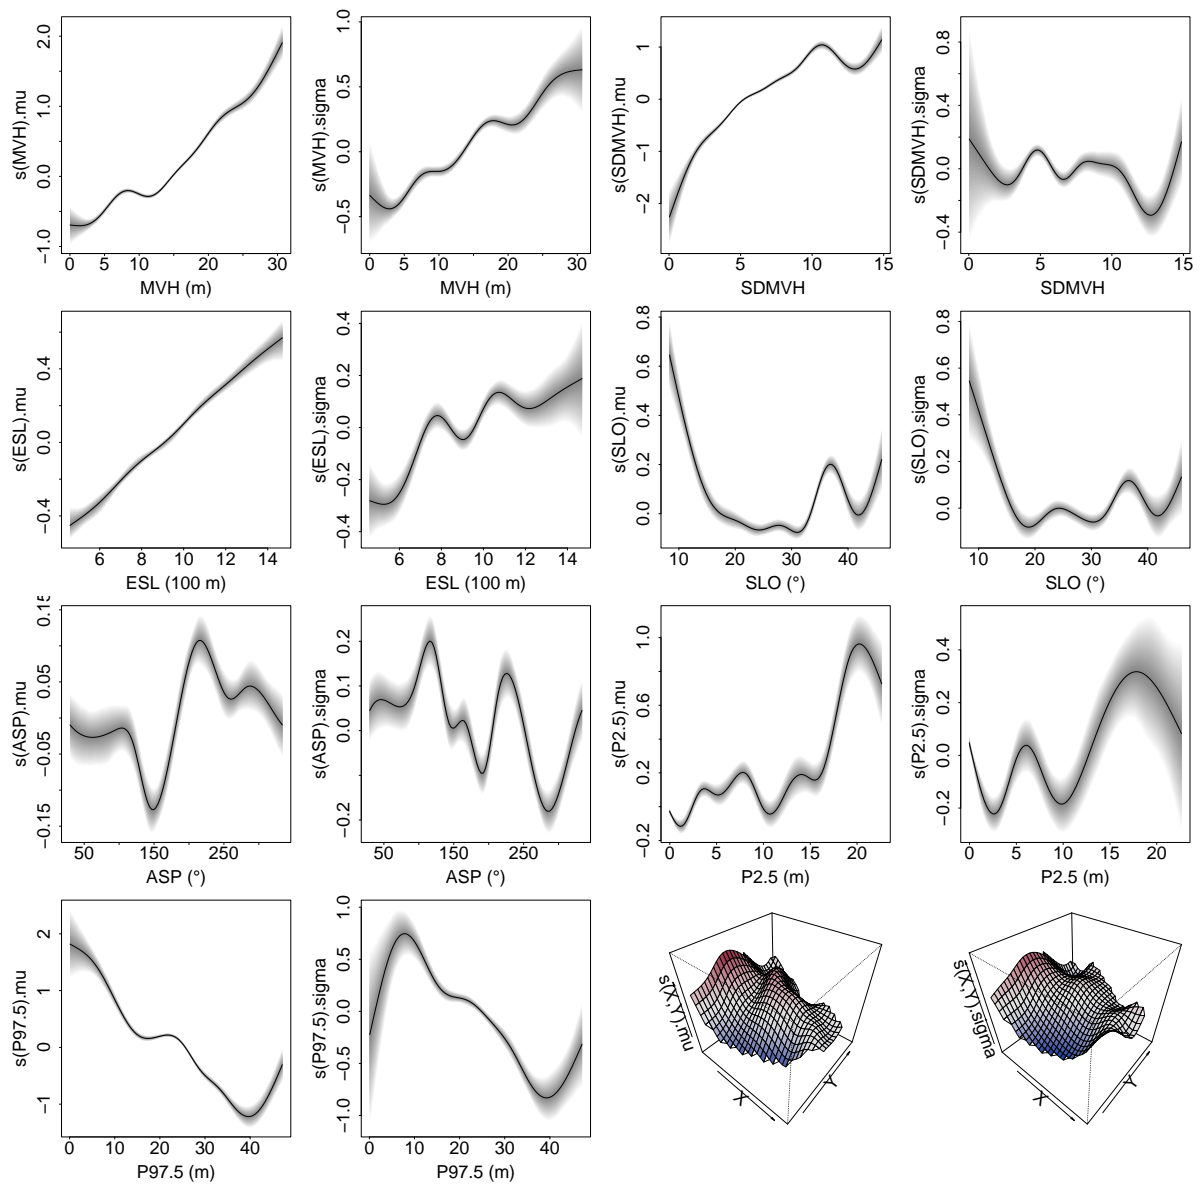 s(MVH).mu
2.0
1.0
0.0
−1.0
0 5 10 20 30
MVH (m)
s(MVH).sigma
1.0
0.5
0.0
−0.5
0 5 10 20 30
MVH (m)
s(SDMVH).mu
1
0
−1
−2
0 5 10 15
SDMVH
s(SDMVH).sigma
0.8
0.4
0.0
−0.4
0 5 10 15
SDMVH
s(ESL).mu
0.4
0.0
−0.4
6 8 10 12 14
ESL (100 m)
s(ESL).sigma
0.4
0.2
0.0
−0.2
−0.4
6 8 10 12 14
ESL (100 m)
s(SLO).mu
0.8
0.6
0.4
0.2
0.0
10 20 30 40
SLO (°)
s(SLO).sigma
0.8
0.6
0.4
0.2
0.0
10 20 30 40
SLO (°)
s(ASP).mu
0.15
0.05
−0.05
−0.15
50 150 250
ASP (°)
s(ASP).sigma
0.2
0.1
0.0
−0.2
50 150 250
ASP (°)
s(P2.5).mu
1.0
0.6
0.2
−0.2
0 5 10 15 20
P2.5 (m)
s(P2.5).sigma
0.4
0.2
0.0
−0.2
0 5 10 15 20
P2.5 (m)
s(P97.5).mu
2
1
0
−1
0 10 20 30 40
P97.5 (m)
s(P97.5).sigma
1.0
0.5
0.0
−0.5
−1.0
0 10 20 30 40
P97.5 (m)
s(X,Y).mu
X
Y
s(X,Y).sigma
X
Y